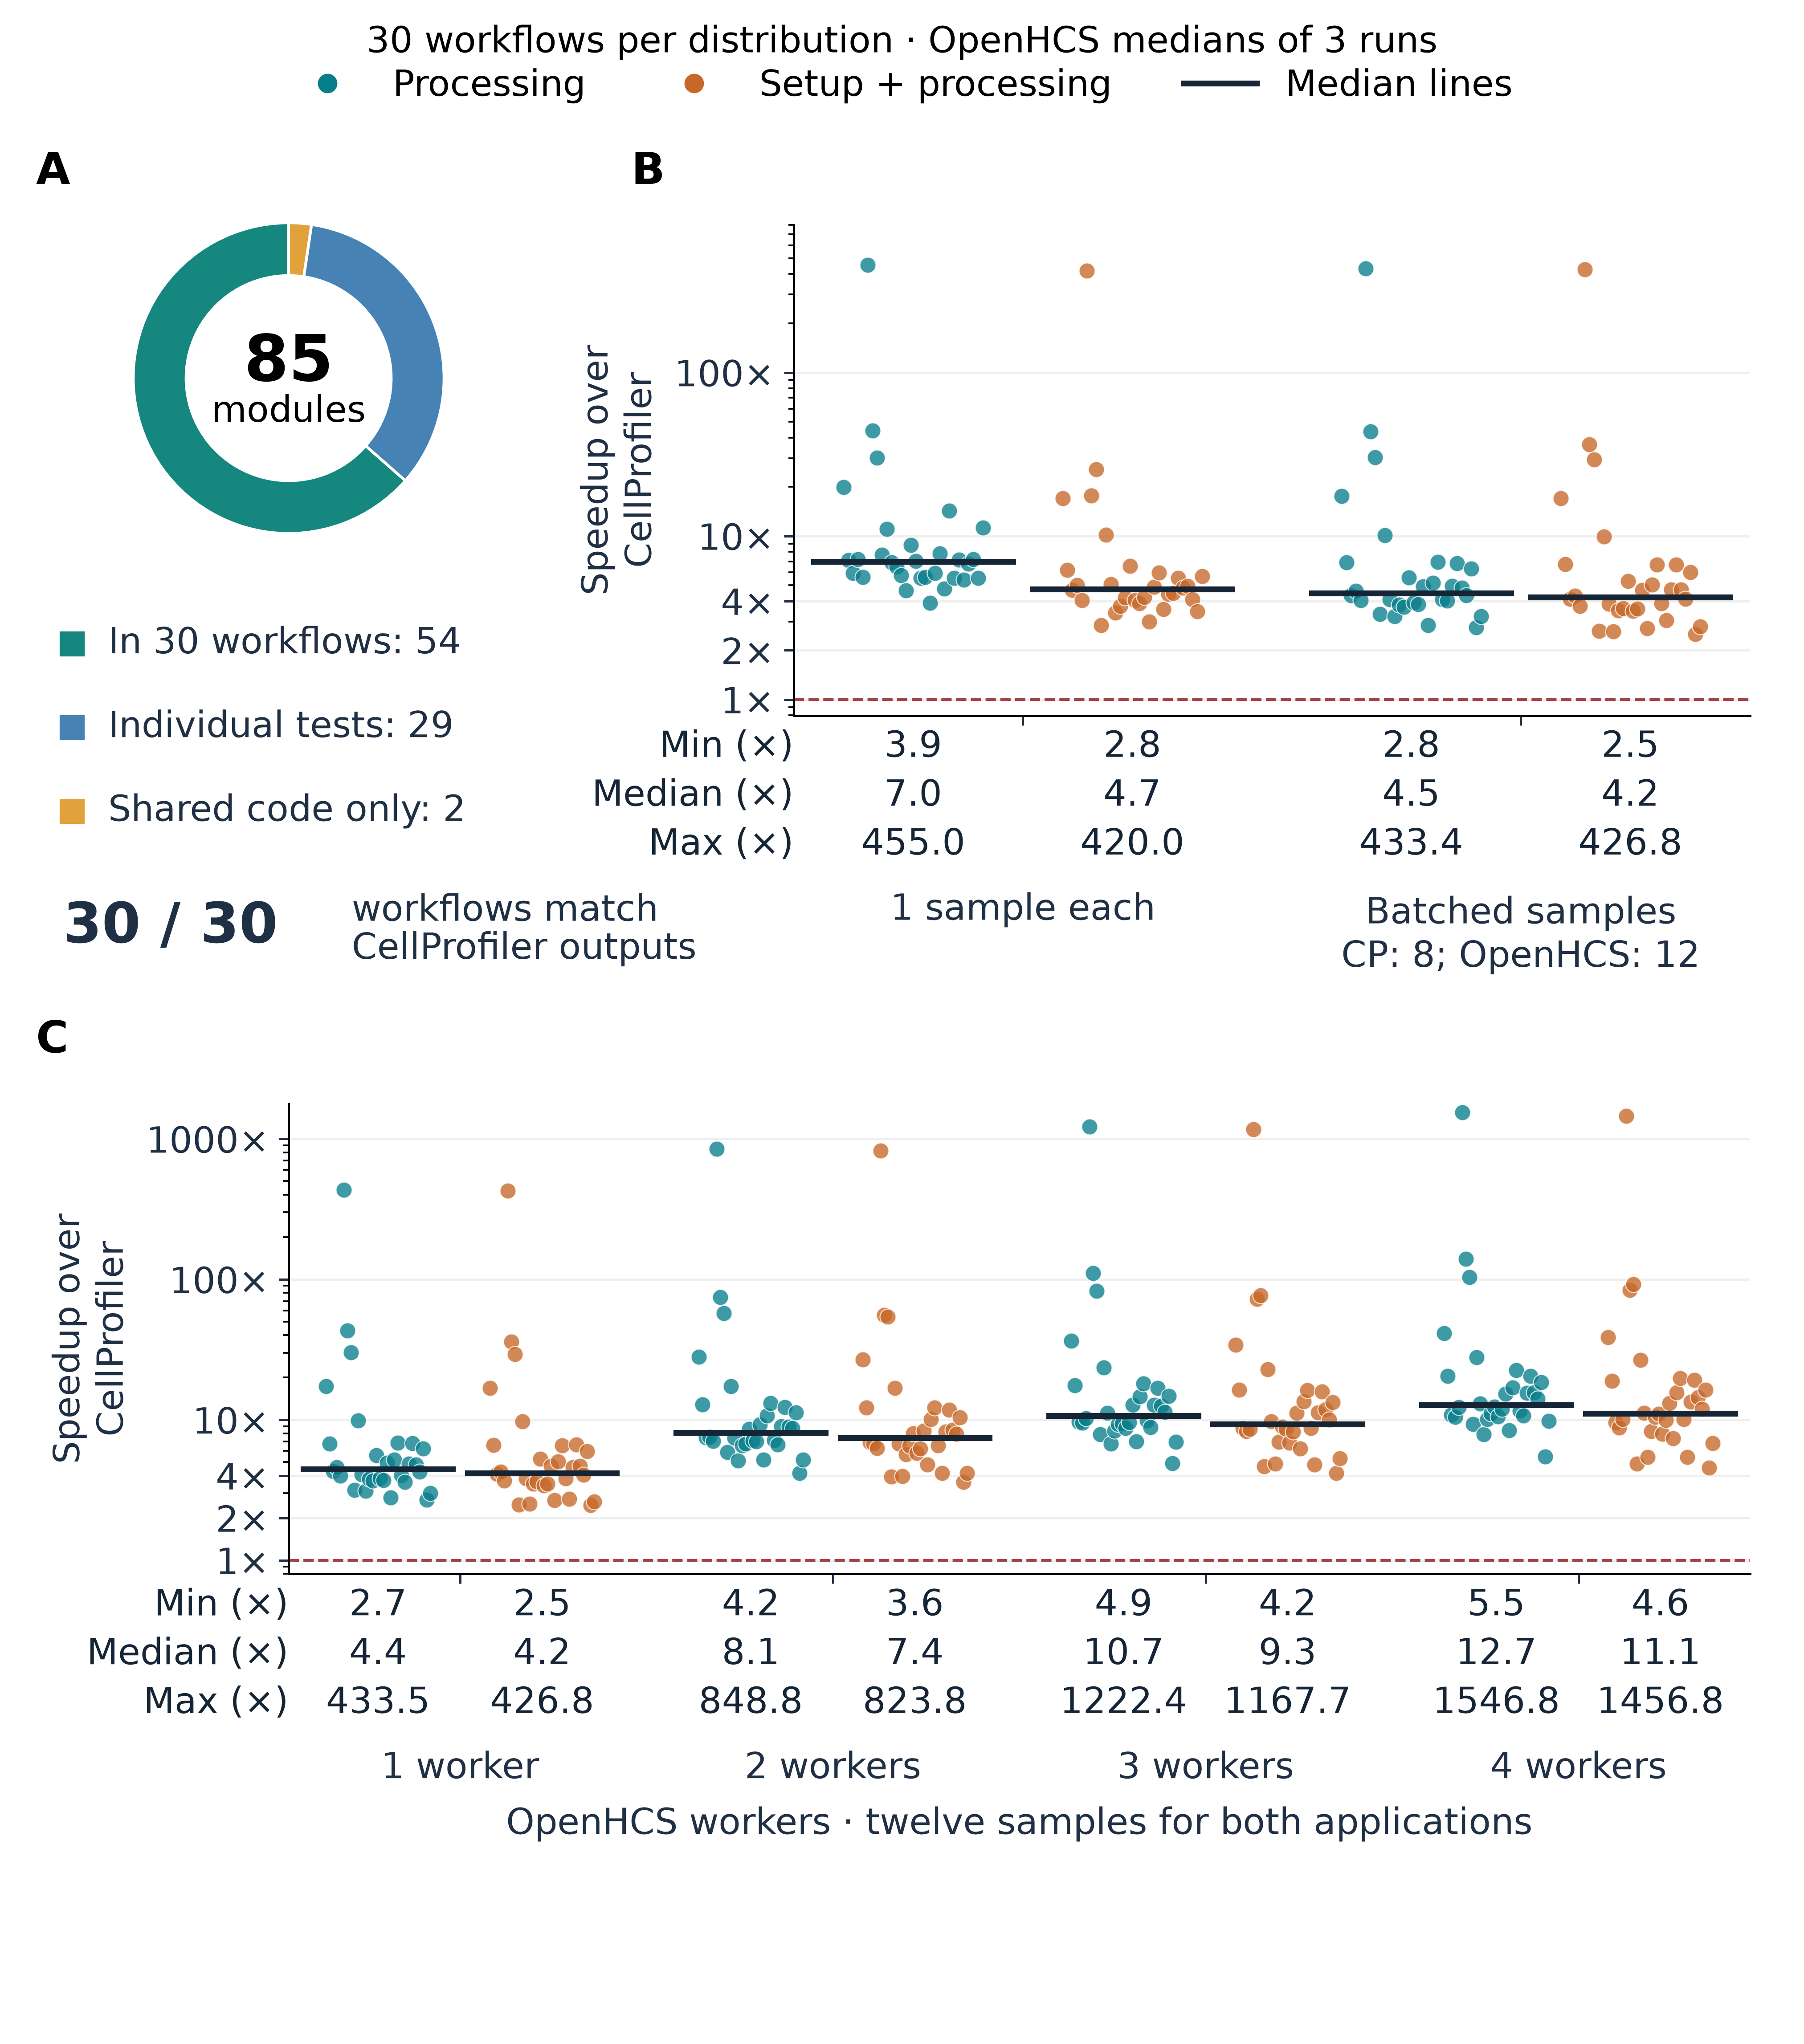 30 workflows per distribution · OpenHCS medians of 3 runs
Processing
Setup + processing
Median lines
A
85
modules
In 30 workflows: 54
Individual tests: 29
Shared code only: 2
30 / 30
workflows match
CellProfiler outputs
B
Speedup over
CellProfiler
100×
10×
4×
2×
1×
Min (×) 3.9 2.8 2.8 2.5
Median (×) 7.0 4.7 4.5 4.2
Max (×) 455.0 420.0 433.4 426.8
1 sample each
Batched samples
CP: 8; OpenHCS: 12
C
Speedup over
CellProfiler
1000×
100×
10×
4×
2×
1×
Min (×) 2.7 2.5 4.2 3.6 4.9 4.2 5.5 4.6
Median (×) 4.4 4.2 8.1 7.4 10.7 9.3 12.7 11.1
Max (×) 433.5 426.8 848.8 823.8 1222.4 1167.7 1546.8 1456.8
1 worker 2 workers 3 workers 4 workers
OpenHCS workers · twelve samples for both applications